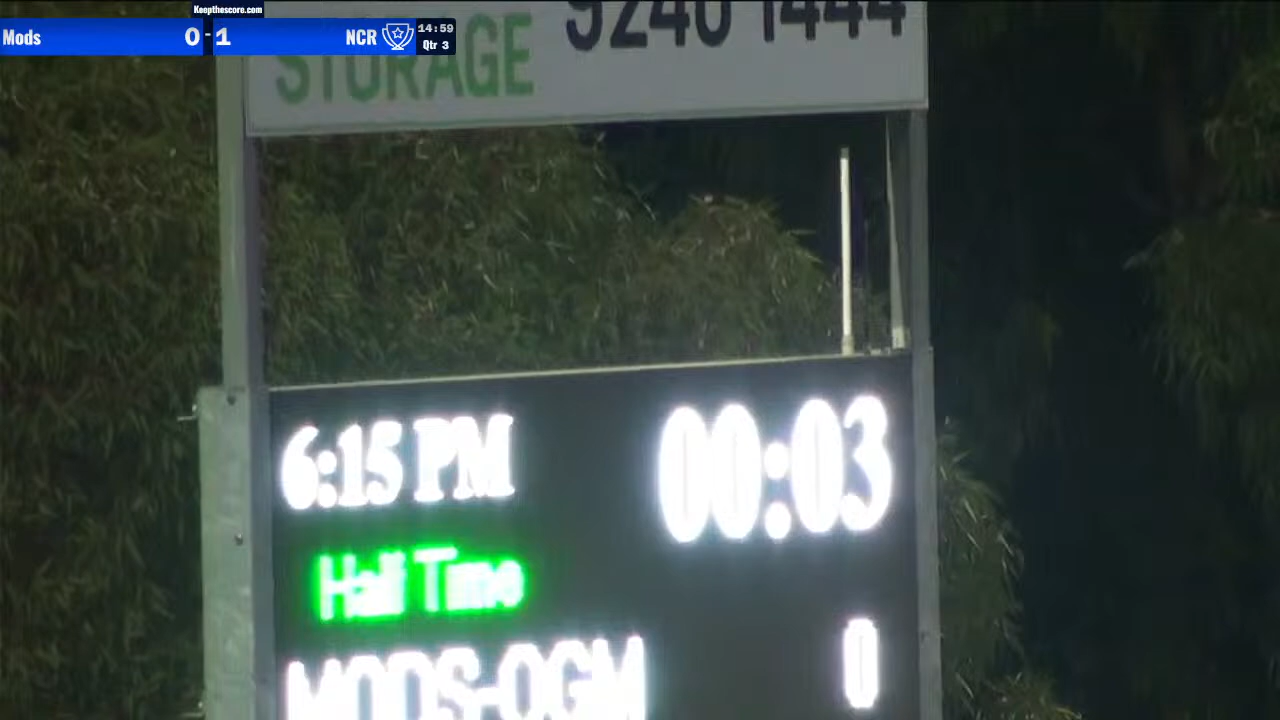 Keepthescore.com
Mods 0 - 1 NCR 14:59
Qtr 3
9240 1444
STORAGE
6:15 PM 00:03
Half Time
MODS-OGM 0